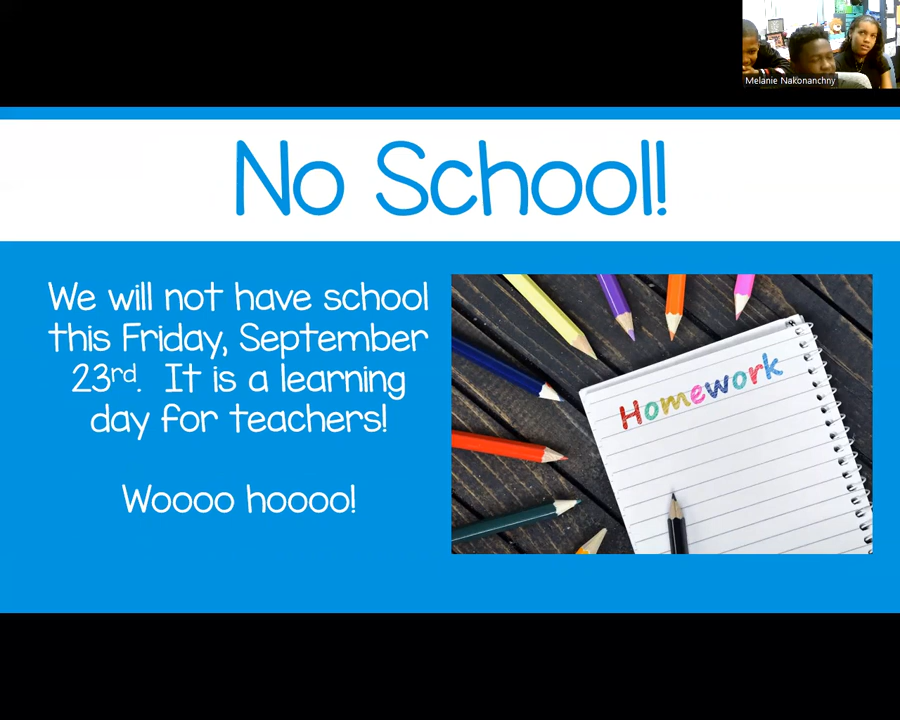 Melanie Nakonanchny
No School!
We will not have school
this Friday, September
23rd. It is a learning
day for teachers!
Woooo hoooo!
Homework